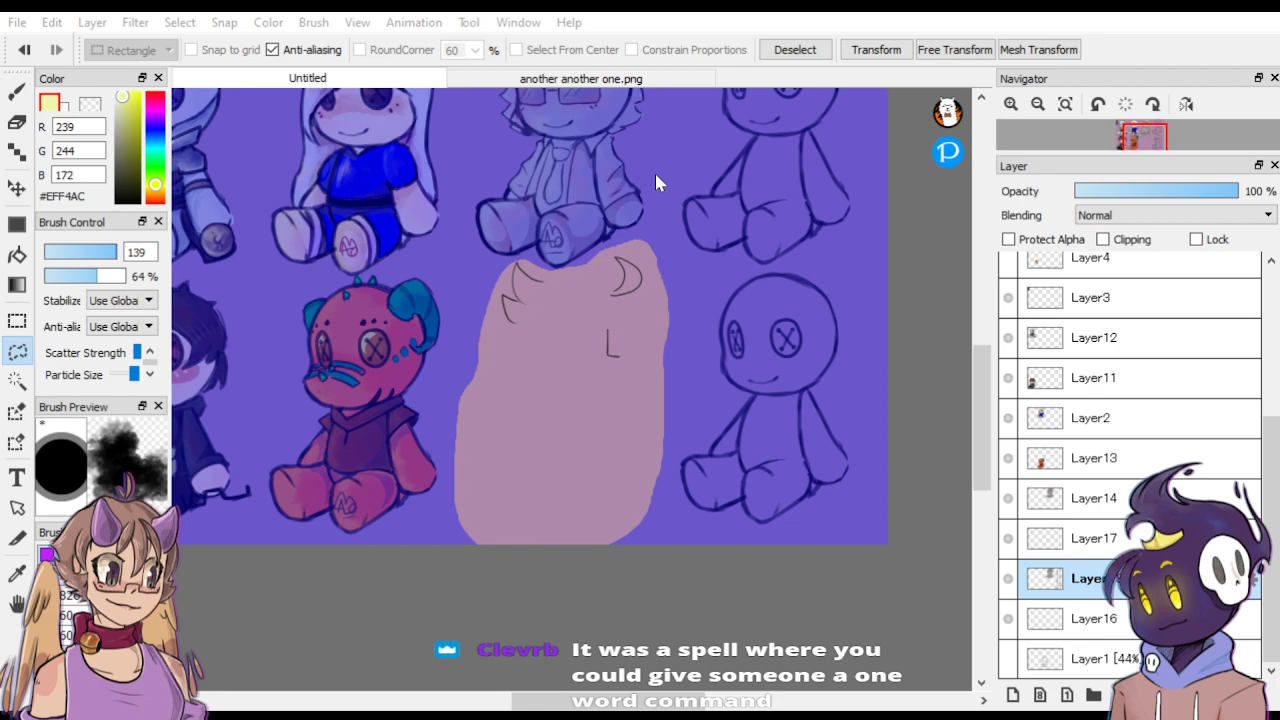 File Edit Layer Filter Select Snap Color Brush View Animation Tool Window Help
Rectangle Snap to grid Anti-aliasing RoundCorner 60 % Select From Center Constrain Proportions Deselect Transform Free Transform Mesh Transform
Color Untitled another another one.png Navigator
R 239
G 244
B 172
#EFF4AC
Layer
Opacity 100 %
Blending Normal
Protect Alpha Clipping Lock
Brush Control
139
64 %
Stabilize Use Globa
Anti-alia Use Globa
Scatter Strength
Particle Size
Brush Preview
*
Layer4
Layer3
Layer12
Layer11
Layer2
Layer13
Layer14
Layer17
Layer16
Layer1 [44%
T
L
Clevrb It was a spell where you
could give someone a one
word command